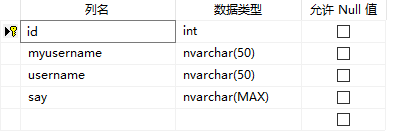 列名 数据类型 允许 Null 值
id int
myusername nvarchar(50)
username nvarchar(50)
say nvarchar(MAX)